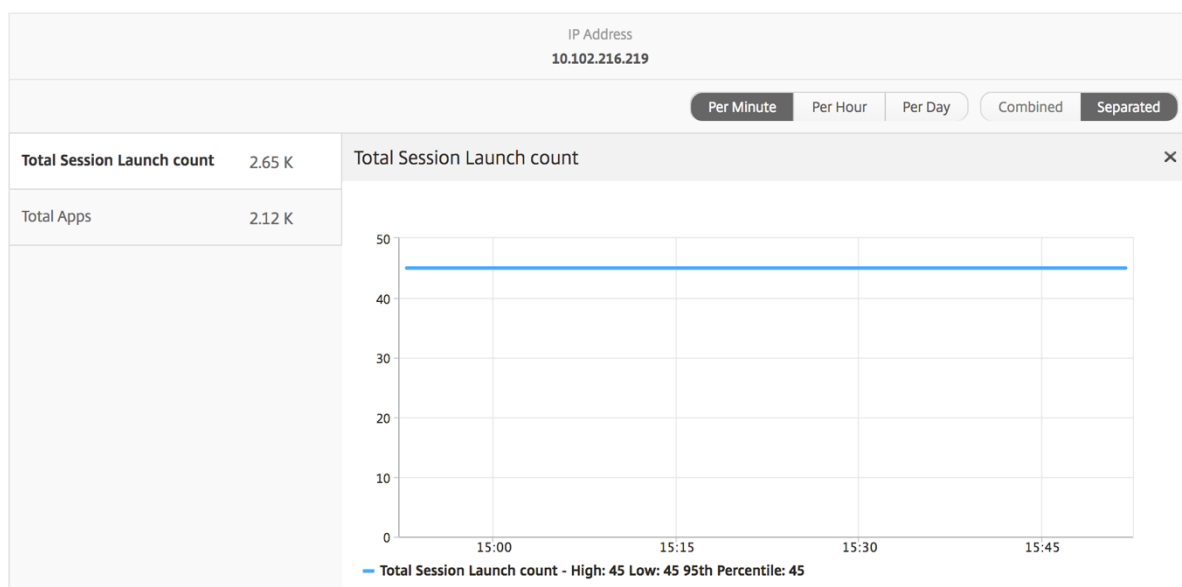 IP Address
10.102.216.219
Per Minute Per Hour Per Day Combined Separated
Total Session Launch count 2.65 K
Total Apps 2.12 K
Total Session Launch count ×
50
40
30
20
10
0
15:00 15:15 15:30 15:45
Total Session Launch count - High: 45 Low: 45 95th Percentile: 45